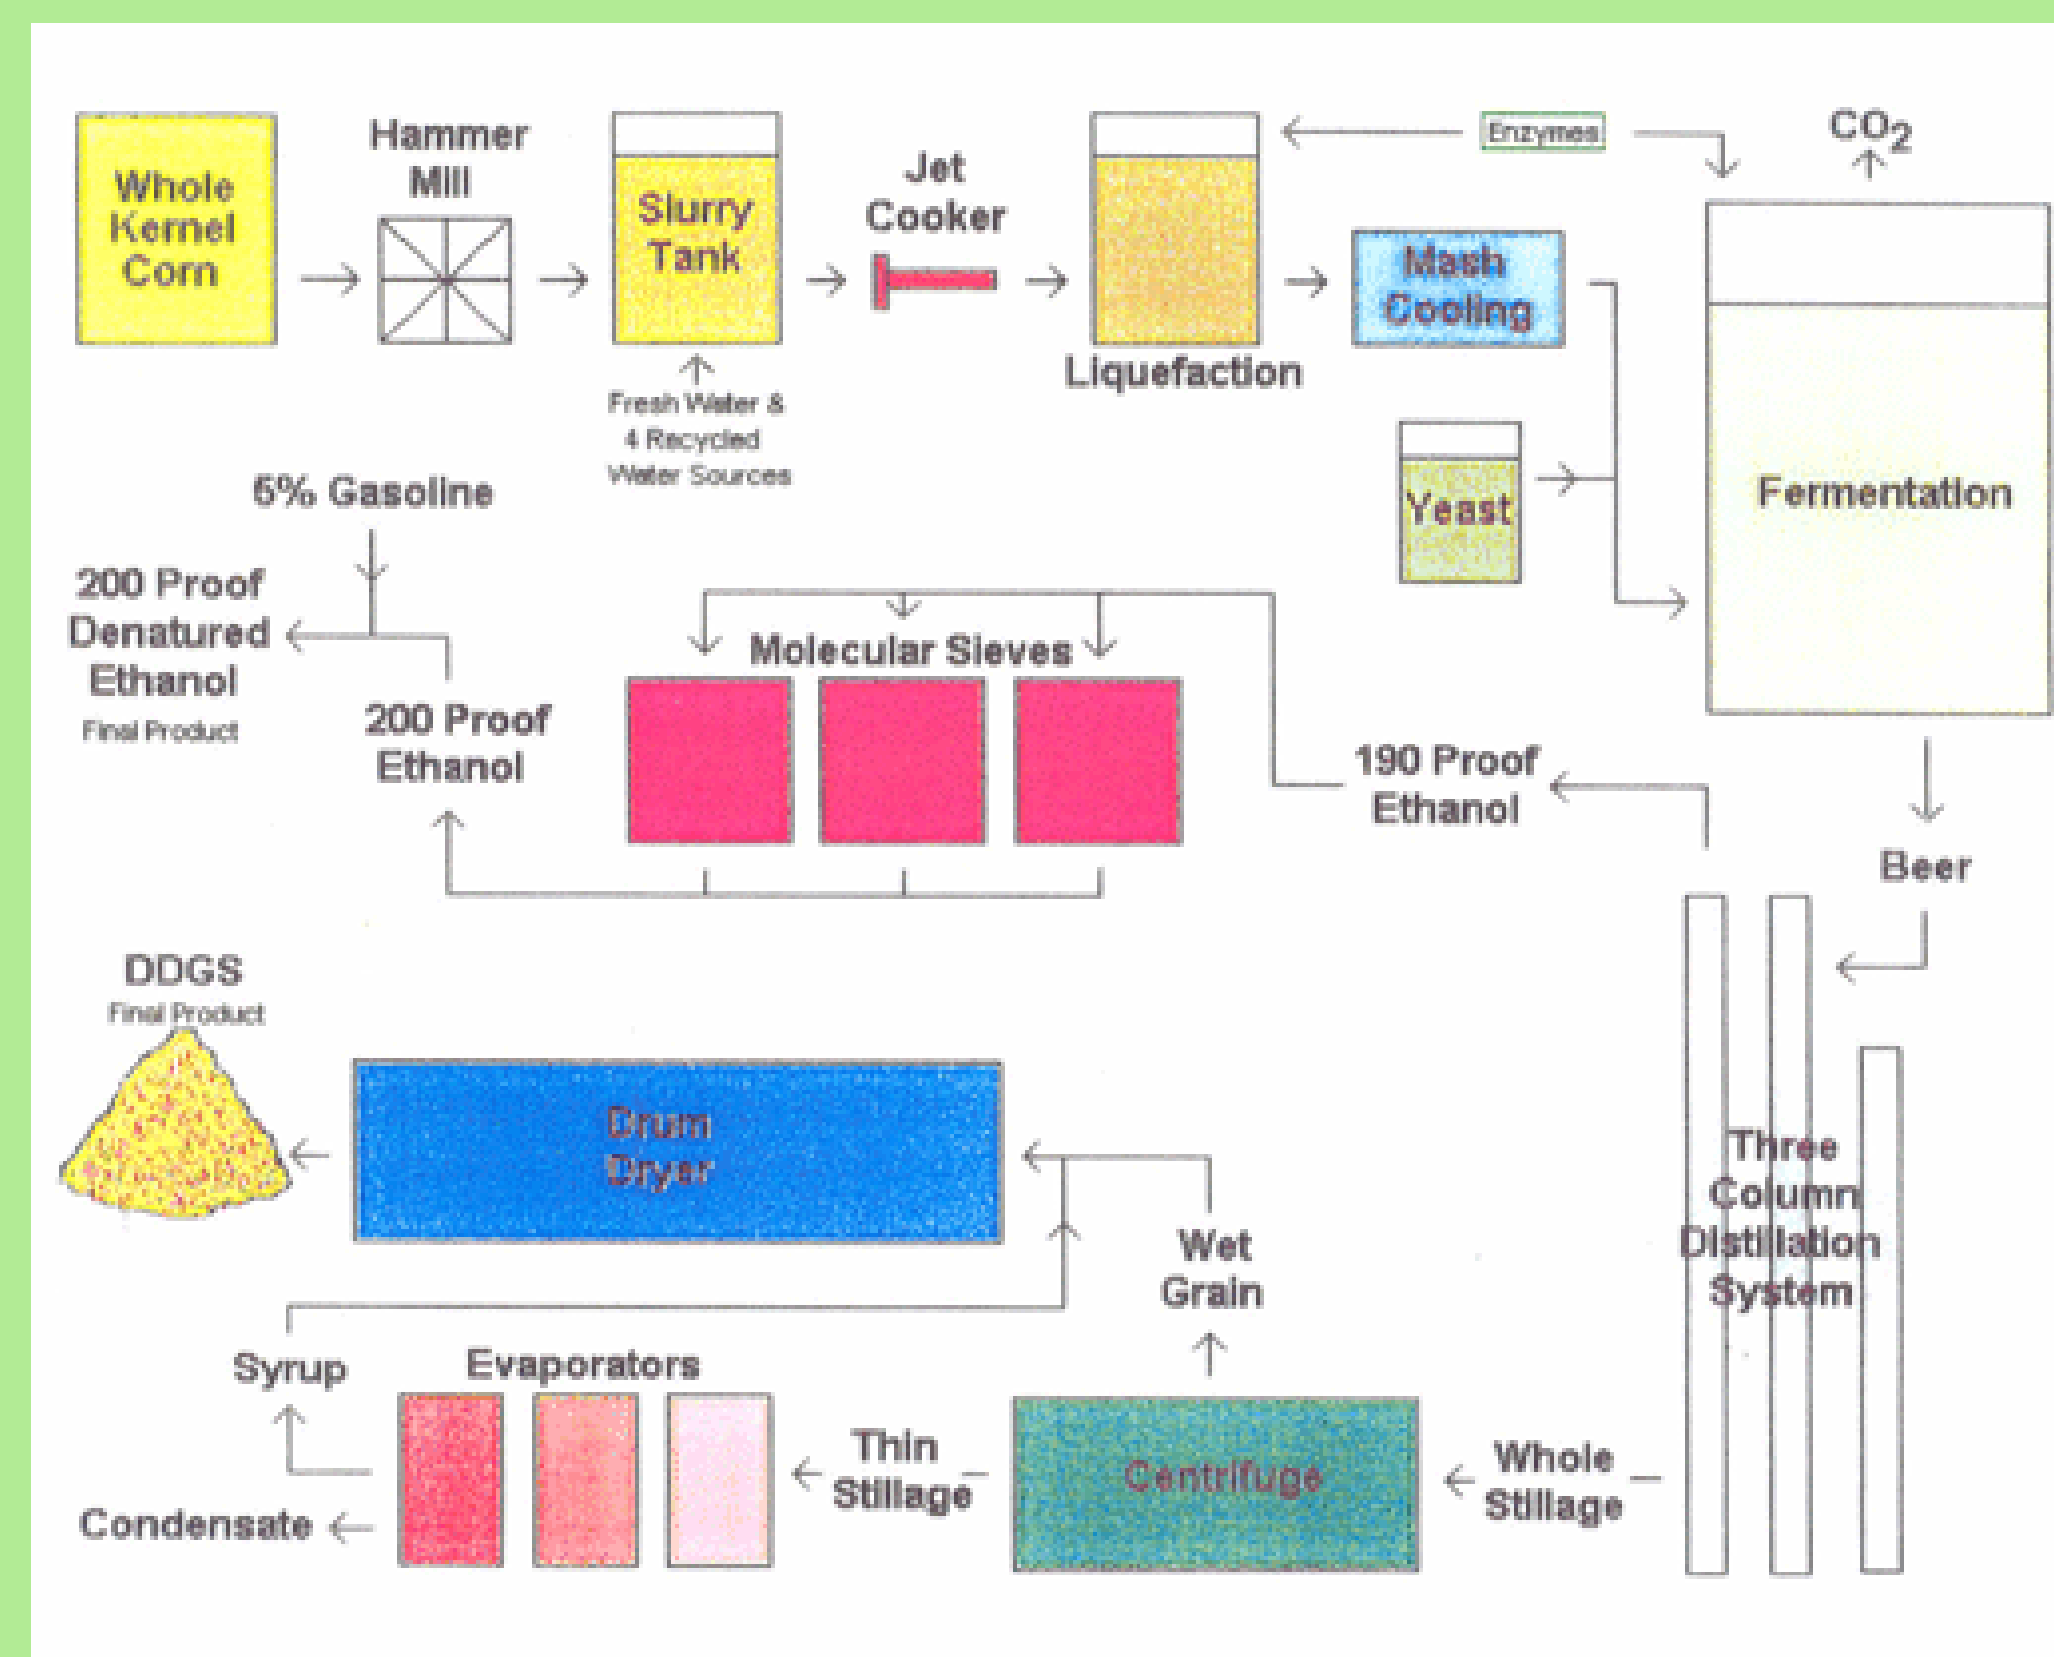 Whole
Kernel
Corn
Hammer
Mill
Slurry
Tank
Fresh Water &
4 Recycled
Water Sources
Jet
Cooker
Liquefaction
Enzymes
Mash
Cooling
Yeast
CO2
Fermentation
Beer
5% Gasoline
200 Proof
Denatured
Ethanol
Final Product
200 Proof
Ethanol
Molecular Sieves
190 Proof
Ethanol
Three
Column
Distillation
System
DDGS
Final Product
Drum
Dryer
Wet
Grain
Syrup
Evaporators
Condensate
Thin
Stillage
Centrifuge
Whole
Stillage